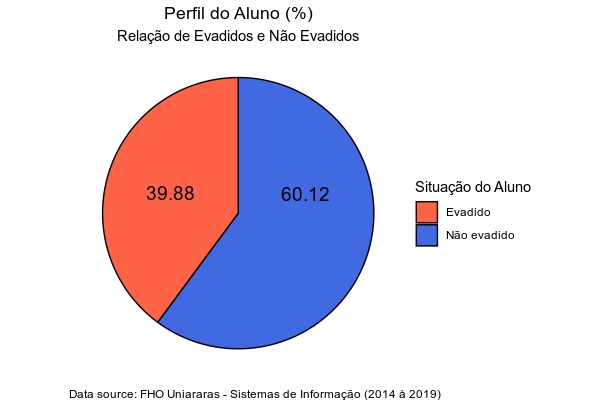 Perfil do Aluno (%)
Relação de Evadidos e Não Evadidos
39.88
60.12
Situação do Aluno
Evadido
Não evadido
Data source: FHO Uniararas - Sistemas de Informação (2014 à 2019)